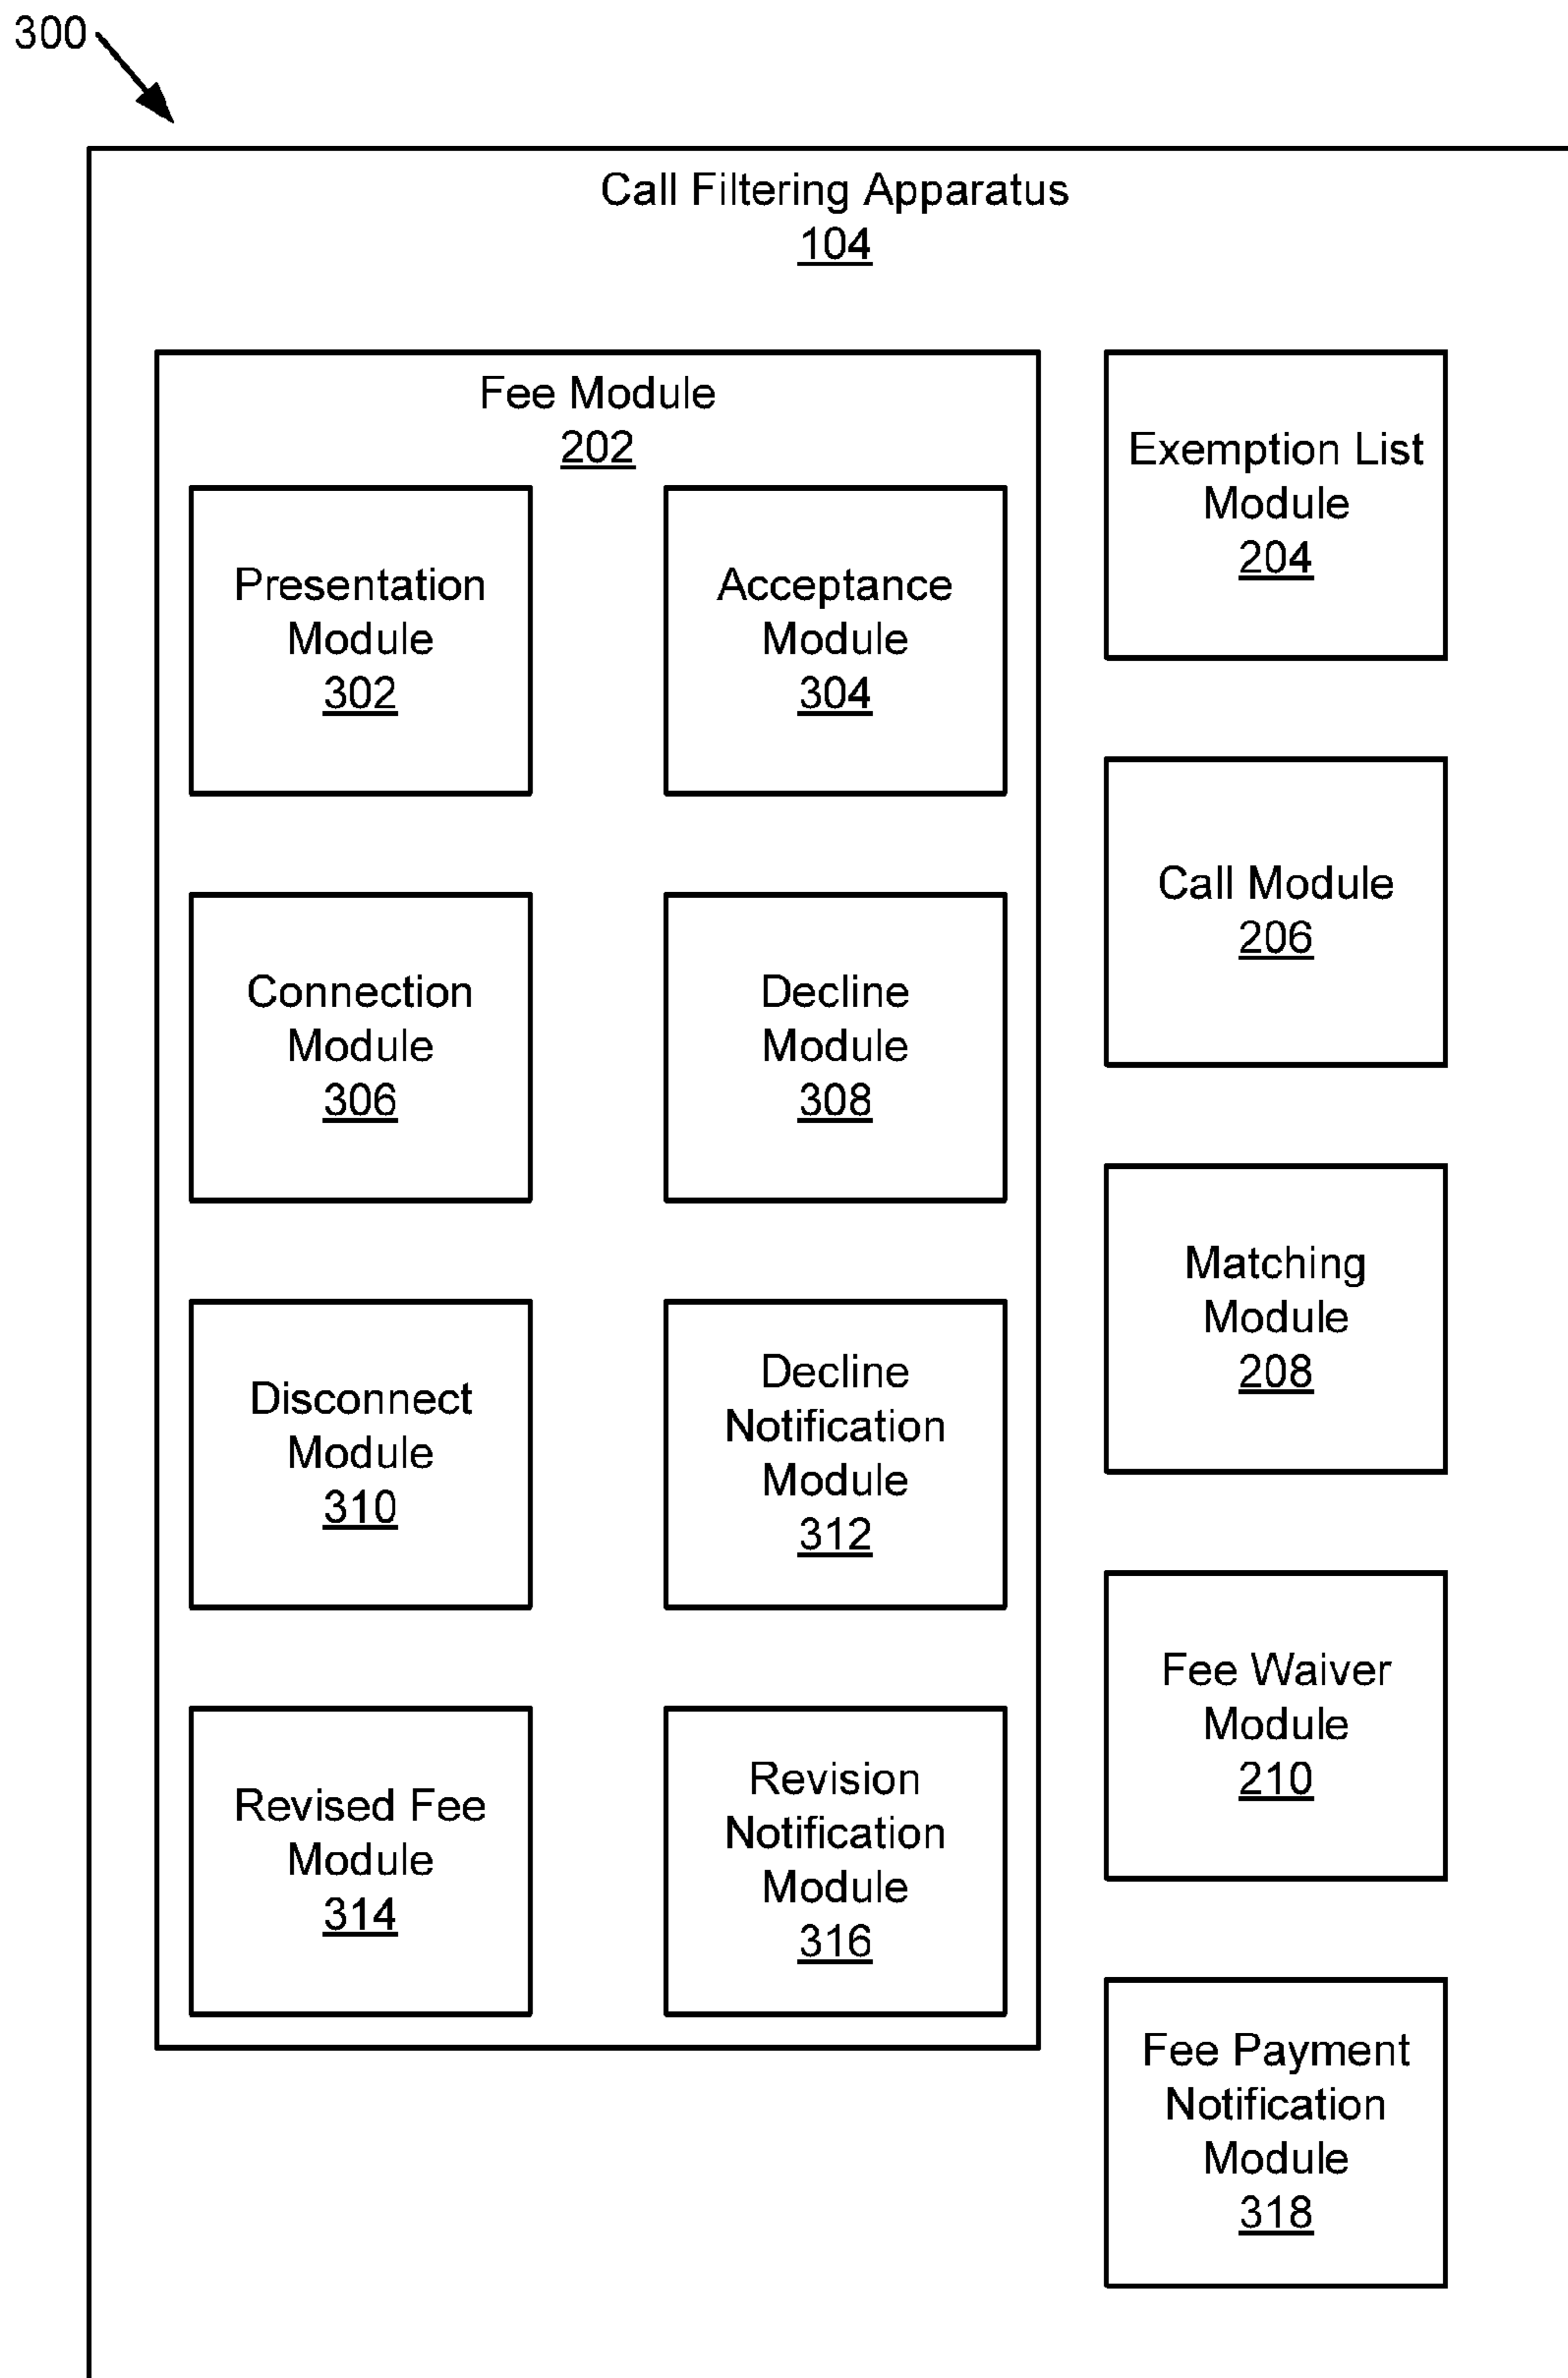 300
Call Filtering Apparatus
104
Fee Module
202
Presentation
Module
302
Acceptance
Module
304
Connection
Module
306
Decline
Module
308
Disconnect
Module
310
Decline
Notification
Module
312
Revised Fee
Module
314
Revision
Notification
Module
316
Exemption List
Module
204
Call Module
206
Matching
Module
208
Fee Waiver
Module
210
Fee Payment
Notification
Module
318